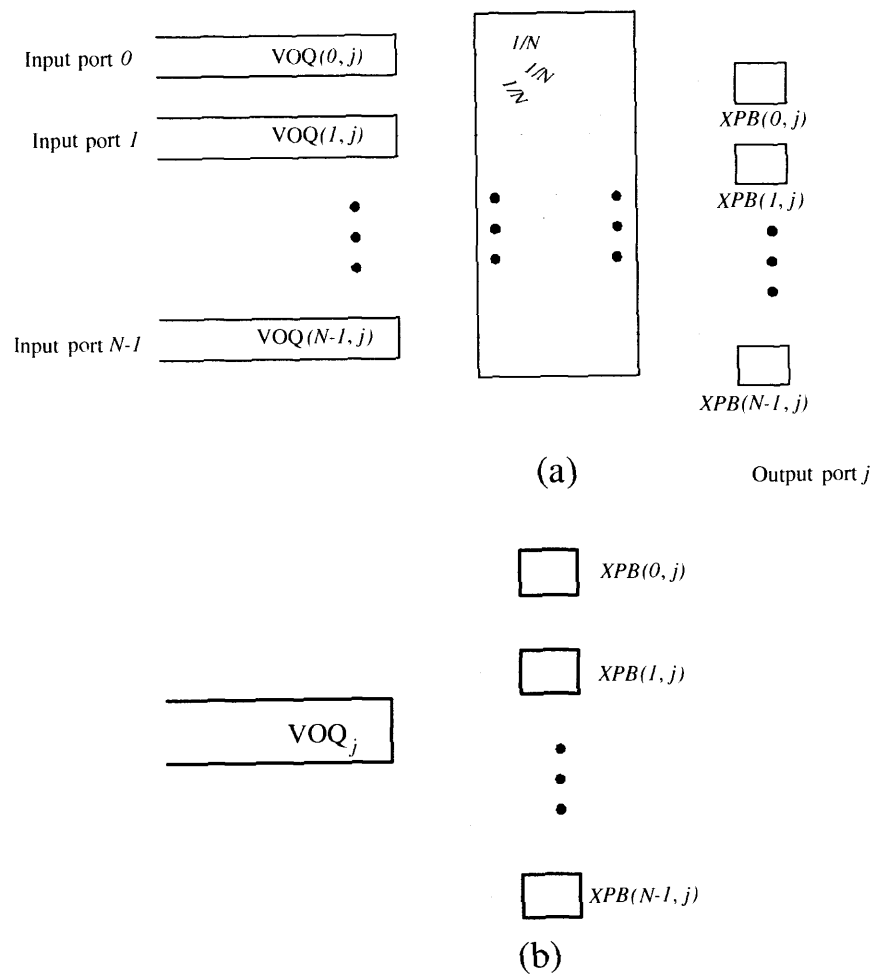 Input port 0
VOQ(0, j)
1/N
1/N
1/N
XPB(0, j)
Input port 1
VOQ(1, j)
XPB(1, j)
Input port N-1
VOQ(N-1, j)
XPB(N-1, j)
(a)
Output port j
XPB(0, j)
XPB(1, j)
VOQj
XPB(N-1, j)
(b)